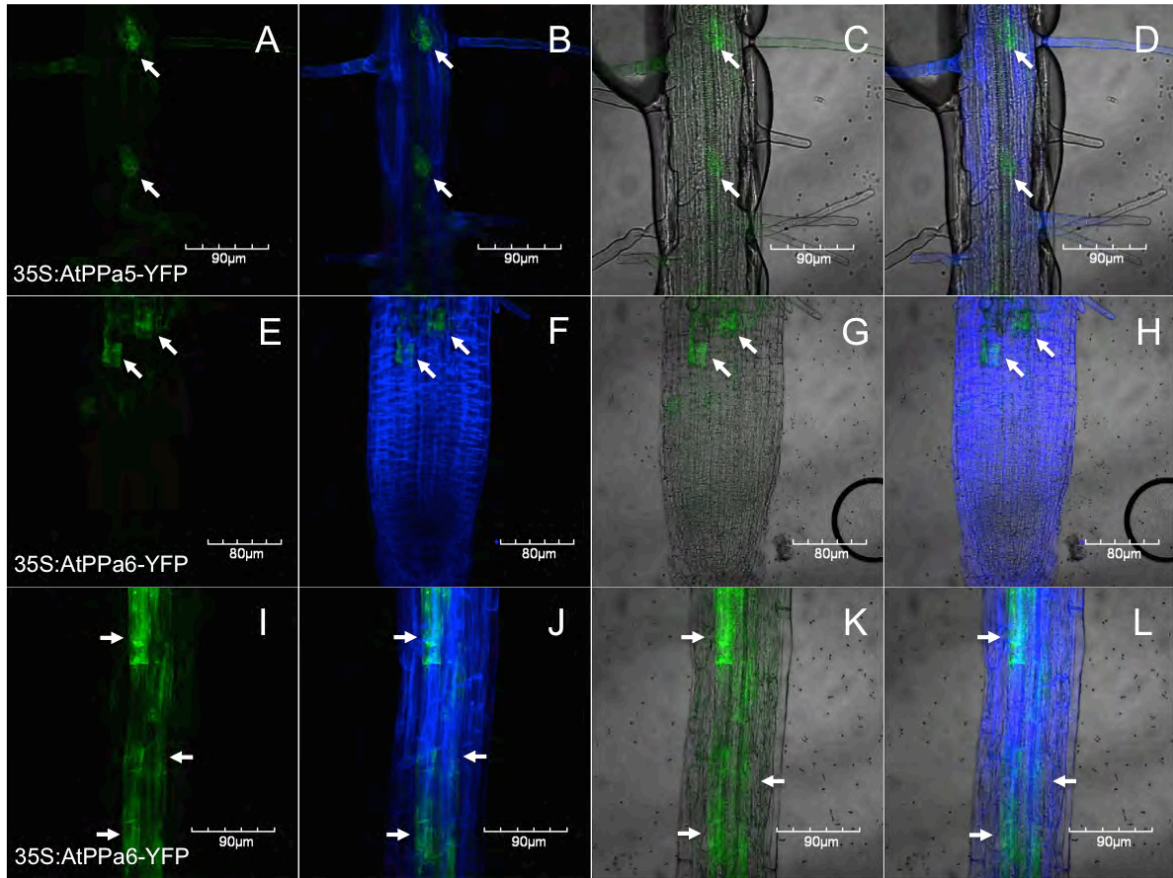 A B C D
90µm 90µm 90µm 90µm
35S:AtPPa5-YFP
E F G H
80µm 80µm 80µm 80µm
35S:AtPPa6-YFP
I J K L
90µm 90µm 90µm 90µm
35S:AtPPa6-YFP